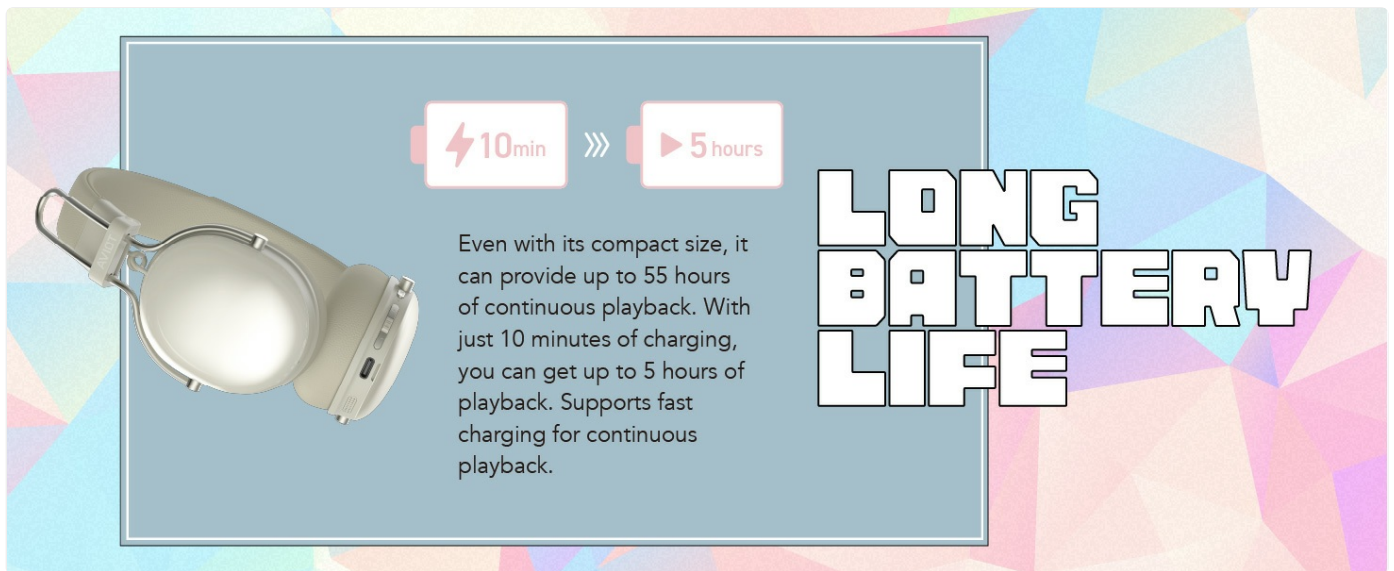 10min
5 hours
Even with its compact size, it
can provide up to 55 hours
of continuous playback. With
just 10 minutes of charging,
you can get up to 5 hours of
playback. Supports fast
charging for continuous
playback.
LONG
BATTERY
LIFE
AVIOT